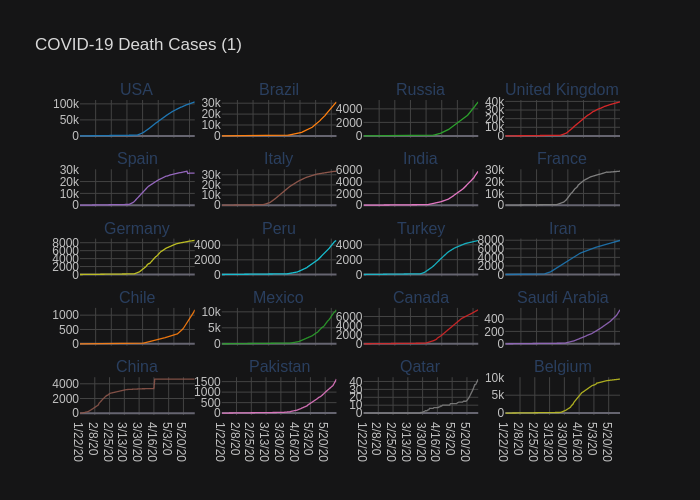 COVID-19 Death Cases (1)
USA Brazil Russia United Kingdom
100k 50k 0
30k 20k 10k 0
4000 2000 0
40k 30k 20k 10k 0
Spain Italy India France
30k 20k 10k 0
30k 20k 10k 0
6000 4000 2000 0
30k 20k 10k 0
Germany Peru Turkey Iran
8000 6000 4000 2000 0
4000 2000 0
4000 2000 0
8000 6000 4000 2000 0
Chile Mexico Canada Saudi Arabia
1000 500 0
10k 5k 0
6000 4000 2000 0
400 200 0
China Pakistan Qatar Belgium
4000 2000 0
1500 1000 500 0
40 30 20 10 0
10k 5k 0
1/22/20 2/8/20 2/25/20 3/13/20 3/30/20 4/16/20 5/3/20 5/20/20
1/22/20 2/8/20 2/25/20 3/13/20 3/30/20 4/16/20 5/3/20 5/20/20
1/22/20 2/8/20 2/25/20 3/13/20 3/30/20 4/16/20 5/3/20 5/20/20
1/22/20 2/8/20 2/25/20 3/13/20 3/30/20 4/16/20 5/3/20 5/20/20